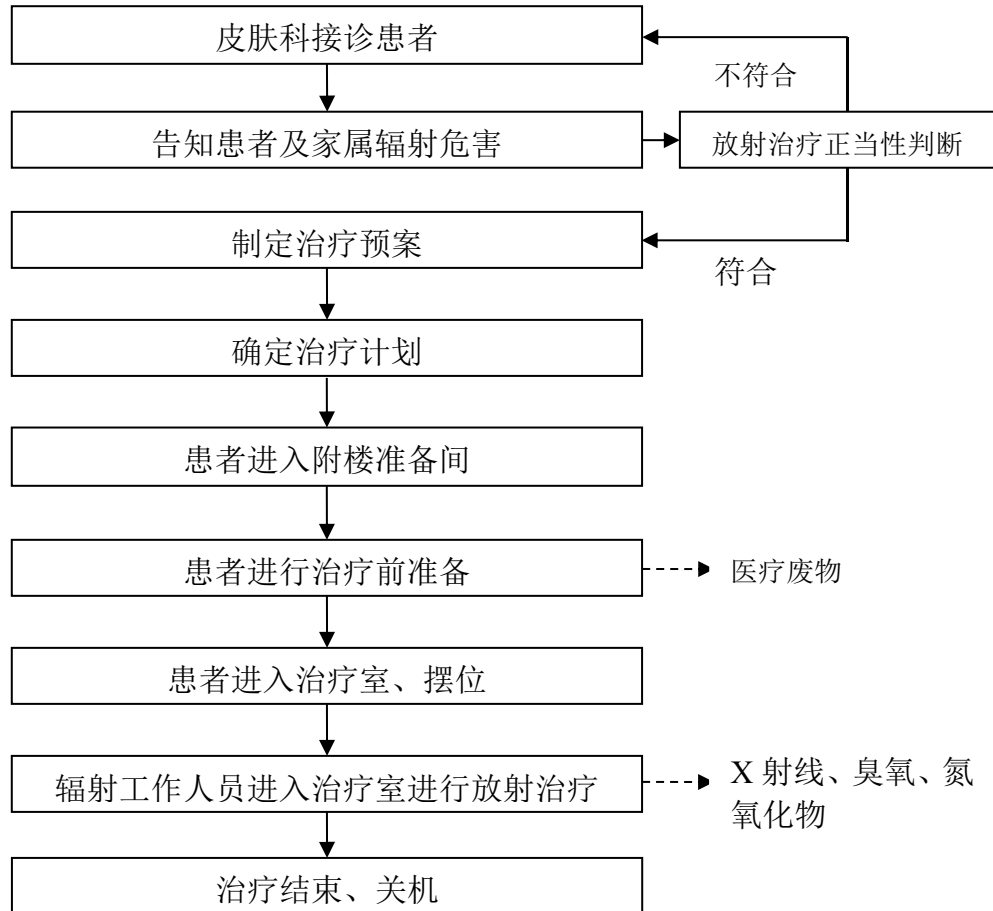 皮肤科接诊患者
不符合
告知患者及家属辐射危害
放射治疗正当性判断
制定治疗预案
符合
确定治疗计划
患者进入附楼准备间
患者进行治疗前准备
医疗废物
患者进入治疗室、摆位
辐射工作人员进入治疗室进行放射治疗
X 射线、臭氧、氮
氧化物
治疗结束、关机